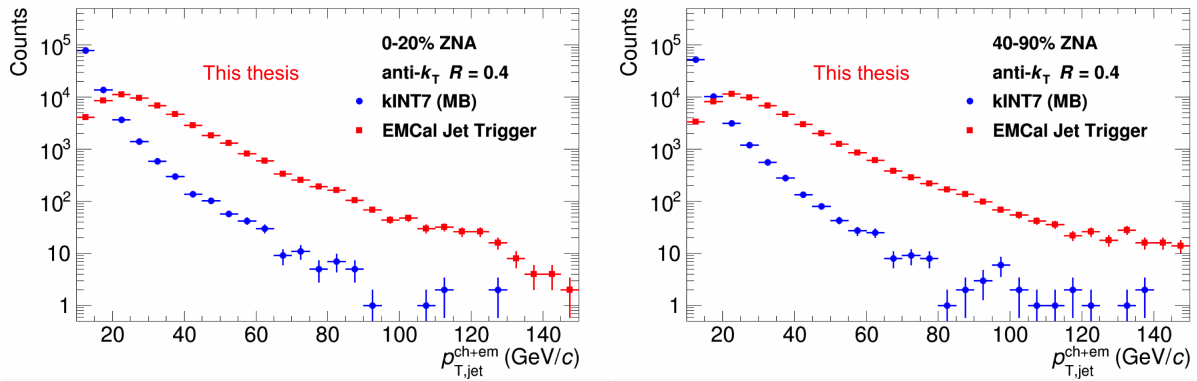 Counts
10^5
10^4
10^3
10^2
10
1
0-20% ZNA
anti-k_T R = 0.4
This thesis
kINT7 (MB)
EMCal Jet Trigger
20 40 60 80 100 120 140
p_T,jet^ch+em (GeV/c)
Counts
10^5
10^4
10^3
10^2
10
1
40-90% ZNA
anti-k_T R = 0.4
This thesis
kINT7 (MB)
EMCal Jet Trigger
20 40 60 80 100 120 140
p_T,jet^ch+em (GeV/c)